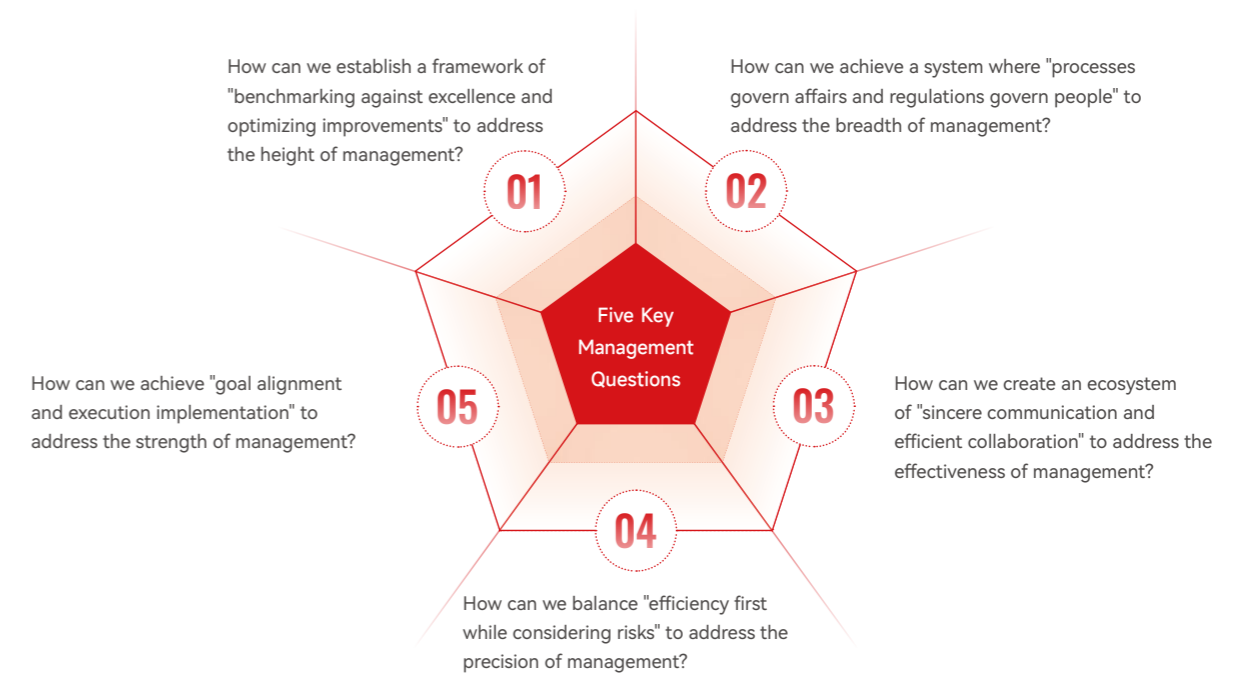 How can we establish a framework of
"benchmarking against excellence and
optimizing improvements" to address
the height of management?
01
How can we achieve a system where "processes
govern affairs and regulations govern people" to
address the breadth of management?
02
Five Key
Management
Questions
How can we create an ecosystem
of "sincere communication and
efficient collaboration" to address the
effectiveness of management?
03
How can we balance "efficiency first
while considering risks" to address the
precision of management?
04
How can we achieve "goal alignment
and execution implementation" to
address the strength of management?
05